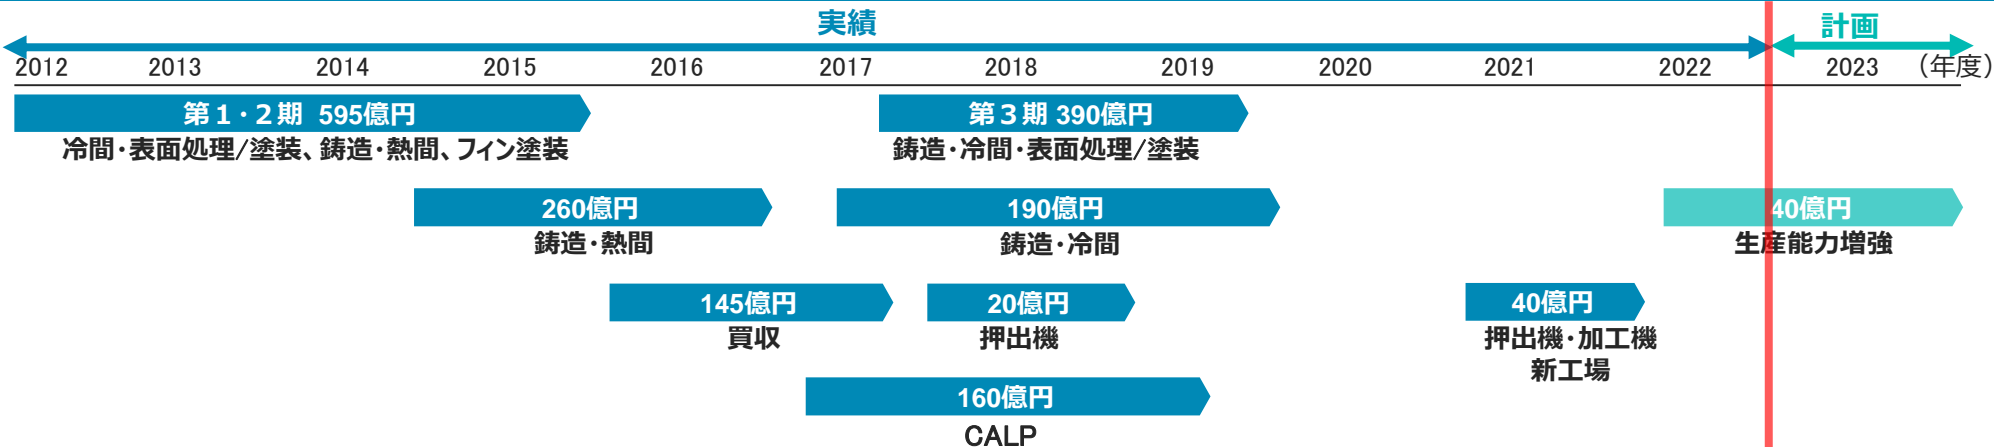 実績
計画
2012 2013 2014 2015 2016 2017 2018 2019 2020 2021 2022 2023 （年度）
第１・２期 595億円
冷間・表面処理/塗装、鋳造・熱間、フィン塗装
第３期 390億円
鋳造・冷間・表面処理/塗装
260億円
鋳造・熱間
190億円
鋳造・冷間
40億円
生産能力増強
145億円
買収
20億円
押出機
40億円
押出機・加工機
新工場
160億円
CALP